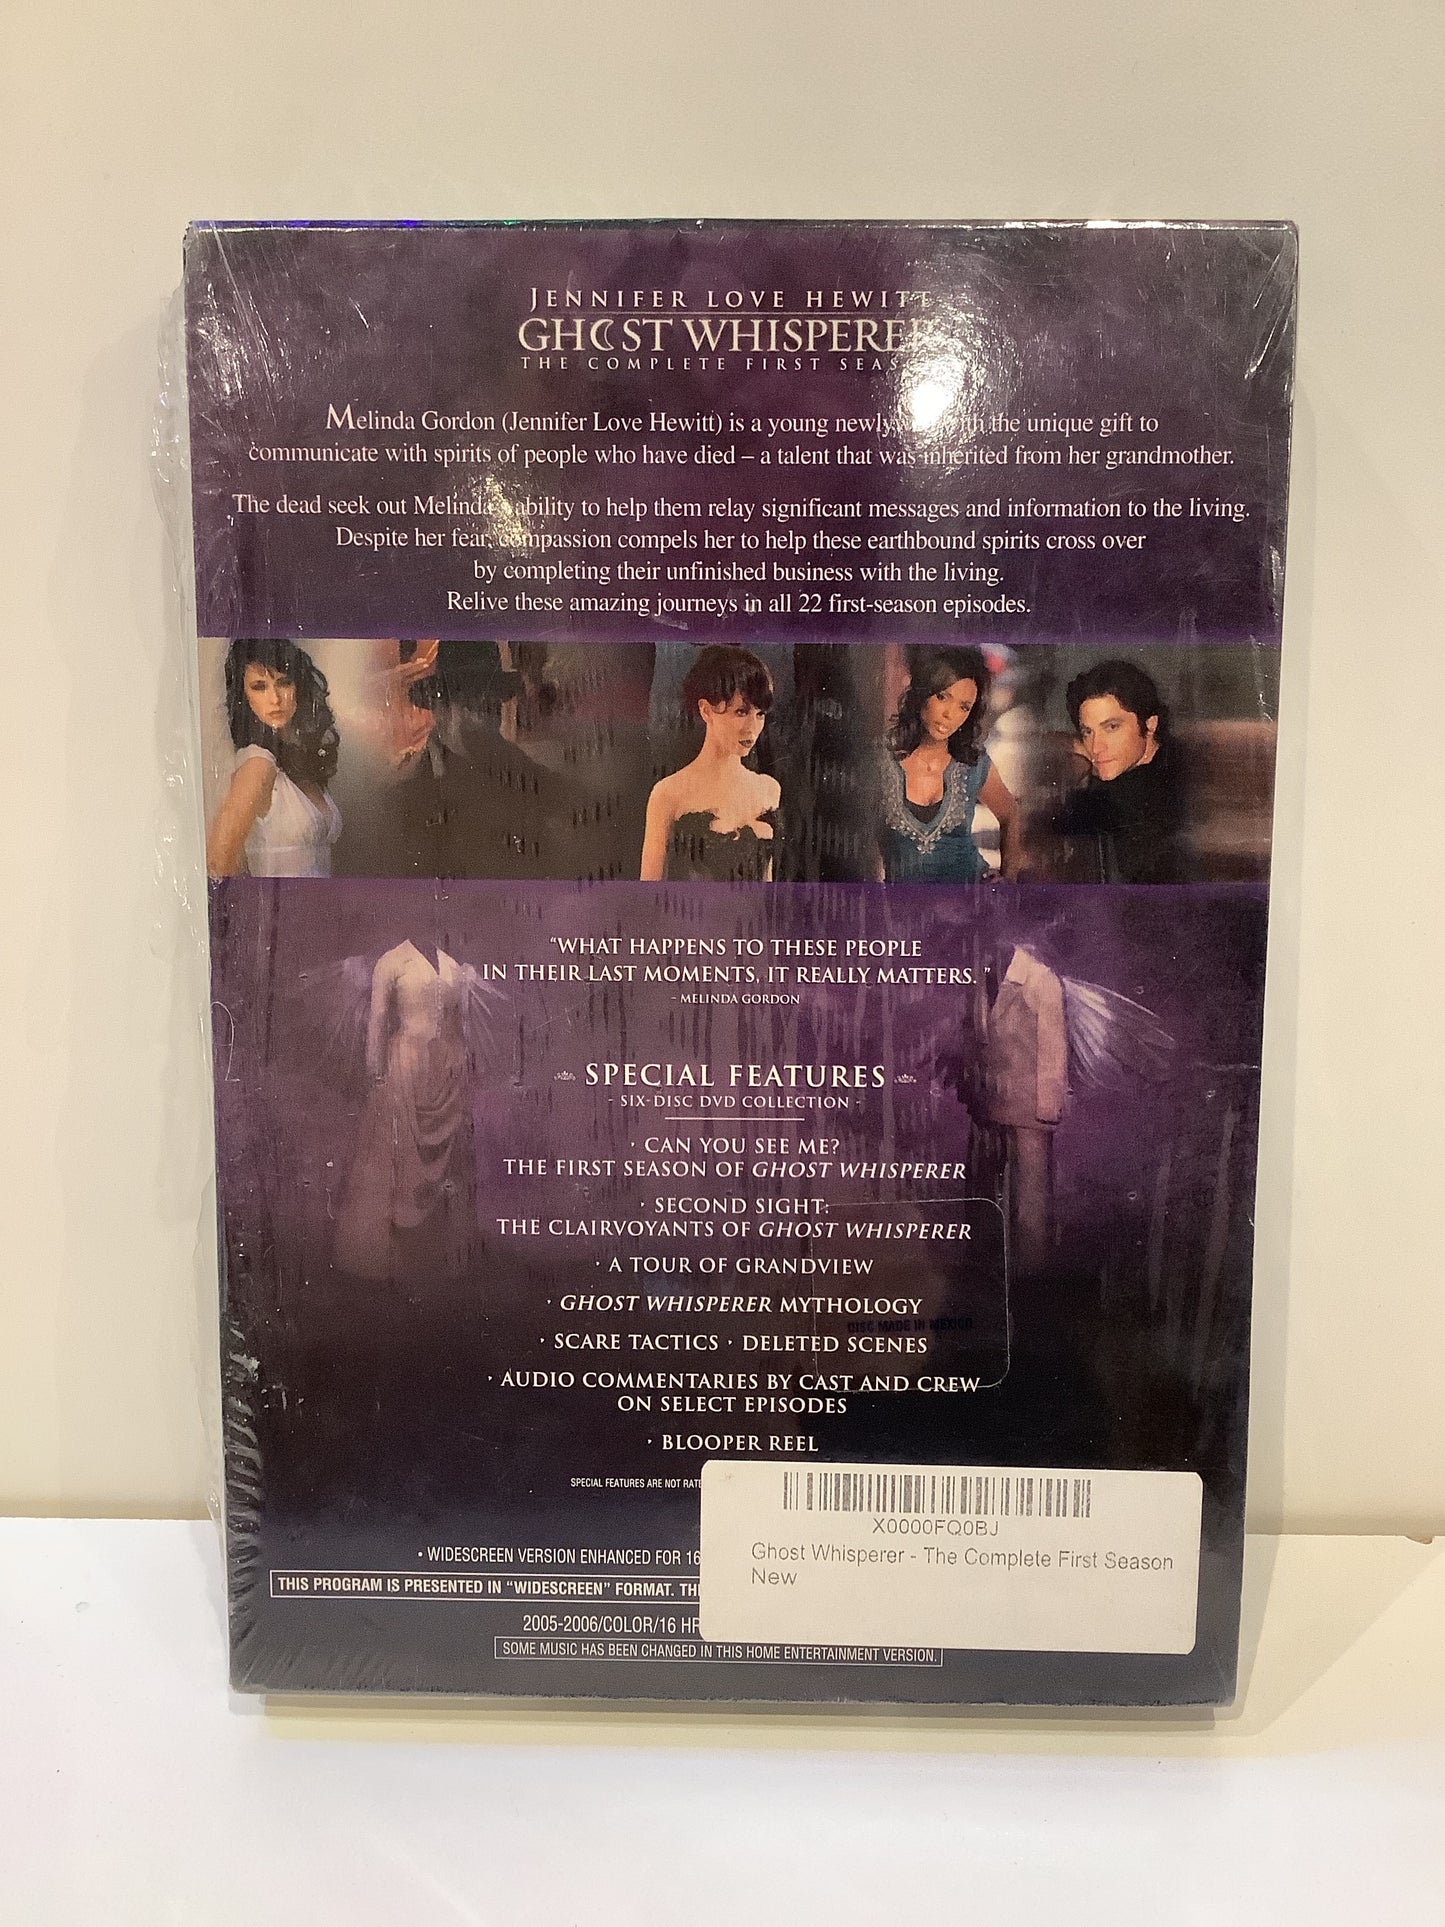 JENNIFER LOVE HEWITT
GHOST WHISPERER
THE COMPLETE FIRST
Melinda Gordon (Jennifer Love Hewitt) is a young the unique gift to
communicate with spirits of people who have died – a talent that was inherited from her grandmother.
The dead seek out ability to help them relay significant messages and information to the living.
Despite her fear, compassion compels her to help these earthbound spirits cross over
by completing their unfinished business with the living.
Relive these amazing journeys in all 22 first-season episodes.
"WHAT HAPPENS TO THESE PEOPLE
IN THEIR LAST MOMENTS, IT REALLY MATTERS."
- MELINDA GORDON
SPECIAL FEATURES
- SIX-DISC DVD COLLECTION -
· CAN YOU SEE ME?
THE FIRST SEASON OF GHOST WHISPERER
· SECOND SIGHT:
THE CLAIRVOYANTS OF GHOST WHISPERER
· A TOUR OF GRANDVIEW
· GHOST WHISPERER MYTHOLOGY
DISC MADE IN MEXICO
· SCARE TACTICS · DELETED SCENES
· AUDIO COMMENTARIES BY CAST AND CREW
ON SELECT EPISODES
· BLOOPER REEL
SPECIAL FEATURES ARE NOT
X0000FQ0BJ
Ghost Whisperer - The Complete First Season
New
• WIDESCREEN VERSION ENHANCED FOR 16
THIS PROGRAM IS PRESENTED IN "WIDESCREEN" FORMAT.
2005-2006/COLOR/16
SOME MUSIC HAS BEEN CHANGED IN THIS HOME ENTERTAINMENT VERSION.